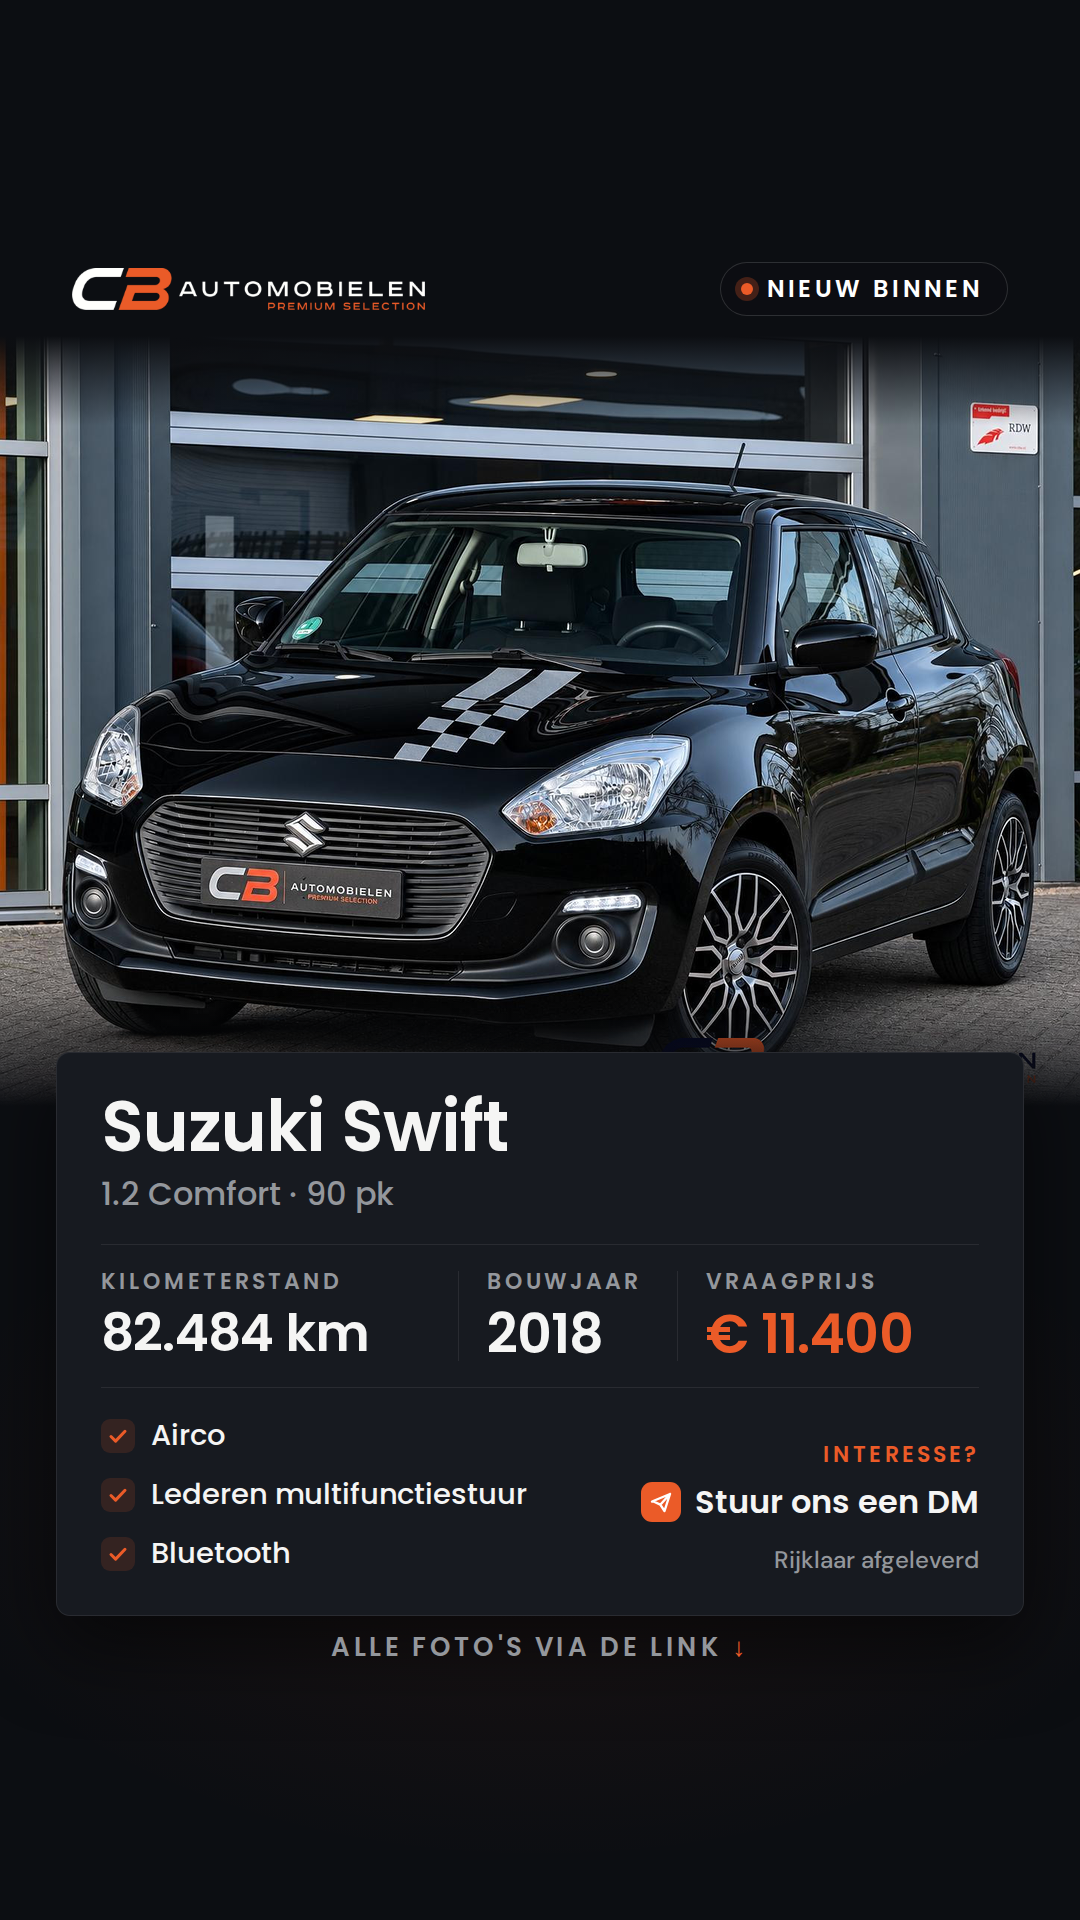 CB AUTOMOBIELEN
PREMIUM SELECTION
NIEUW BINNEN
RDW
CB AUTOMOBIELEN
PREMIUM SELECTION
N
Suzuki Swift
1.2 Comfort · 90 pk
KILOMETERSTAND
82.484 km
BOUWJAAR
2018
VRAAGPRIJS
€ 11.400
Airco
Lederen multifunctiestuur
Bluetooth
INTERESSE?
Stuur ons een DM
Rijklaar afgeleverd
ALLE FOTO'S VIA DE LINK ↓